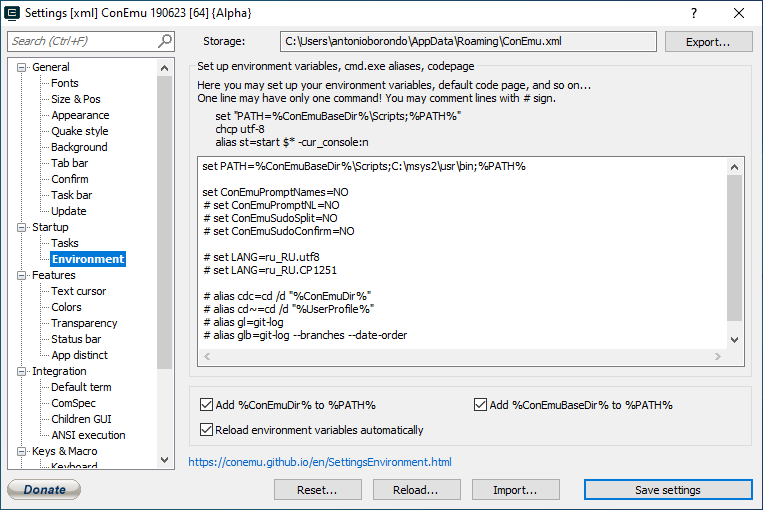 Settings [xml] ConEmu 190623 [64] {Alpha}
?
Search (Ctrl+F)
Storage:
C:\Users\antonioborondo\AppData\Roaming\ConEmu.xml
Export...
General
Fonts
Size & Pos
Appearance
Quake style
Background
Tab bar
Confirm
Task bar
Update
Startup
Tasks
Environment
Features
Text cursor
Colors
Transparency
Status bar
App distinct
Integration
Default term
ComSpec
Children GUI
ANSI execution
Keys & Macro
Keyboard
Set up environment variables, cmd.exe aliases, codepage
Here you may set up your environment variables, default code page, and so on...
One line may have only one command! You may comment lines with # sign.
set "PATH=%ConEmuBaseDir%\Scripts;%PATH%"
chcp utf-8
alias st=start $* -cur_console:n
set PATH=%ConEmuBaseDir%\Scripts;C:\msys2\usr\bin;%PATH%
set ConEmuPromptNames=NO
# set ConEmuPromptNL=NO
# set ConEmuSudoSplit=NO
# set ConEmuSudoConfirm=NO
# set LANG=ru_RU.utf8
# set LANG=ru_RU.CP1251
# alias cdc=cd /d "%ConEmuDir%"
# alias cd~=cd /d "%UserProfile%"
# alias gl=git-log
# alias glb=git-log --branches --date-order
Add %ConEmuDir% to %PATH%
Add %ConEmuBaseDir% to %PATH%
Reload environment variables automatically
https://conemu.github.io/en/SettingsEnvironment.html
Donate
Reset...
Reload...
Import...
Save settings